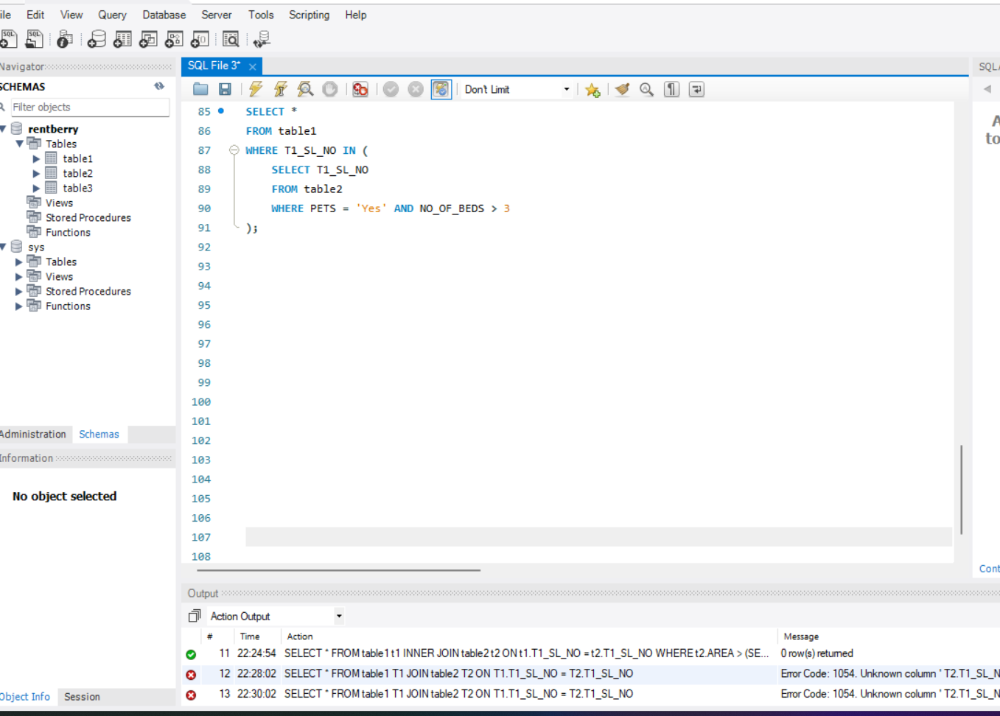 ile Edit View Query Database Server Tools Scripting Help
Navigator
SCHEMAS
Filter objects
rentberry
Tables
table1
table2
table3
Views
Stored Procedures
Functions
sys
Tables
Views
Stored Procedures
Functions
Administration Schemas
Information
No object selected
Object Info Session
SQL File 3*
Don't Limit
85 SELECT *
86 FROM table1
87 WHERE T1_SL_NO IN (
88 SELECT T1_SL_NO
89 FROM table2
90 WHERE PETS = 'Yes' AND NO_OF_BEDS > 3
91 );
92
93
94
95
96
97
98
99
100
101
102
103
104
105
106
107
108
Output
Action Output
# Time Action Message
11 22:24:54 SELECT * FROM table1 t1 INNER JOIN table2 t2 ON t1.T1_SL_NO = t2.T1_SL_NO WHERE t2.AREA > (SE... 0 row(s) returned
12 22:28:02 SELECT * FROM table1 T1 JOIN table2 T2 ON T1.T1_SL_NO = T2.T1_SL_NO Error Code: 1054. Unknown column ' T2.T1_SL_N
13 22:30:02 SELECT * FROM table1 T1 JOIN table2 T2 ON T1.T1_SL_NO = T2.T1_SL_NO Error Code: 1054. Unknown column ' T2.T1_SL_N
SQL
A
to
Cont